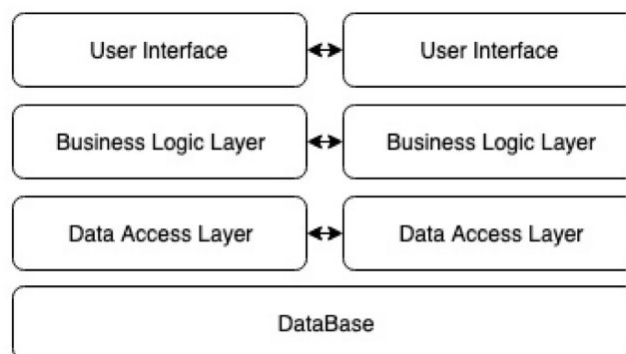 User Interface User Interface
Business Logic Layer Business Logic Layer
Data Access Layer Data Access Layer
DataBase